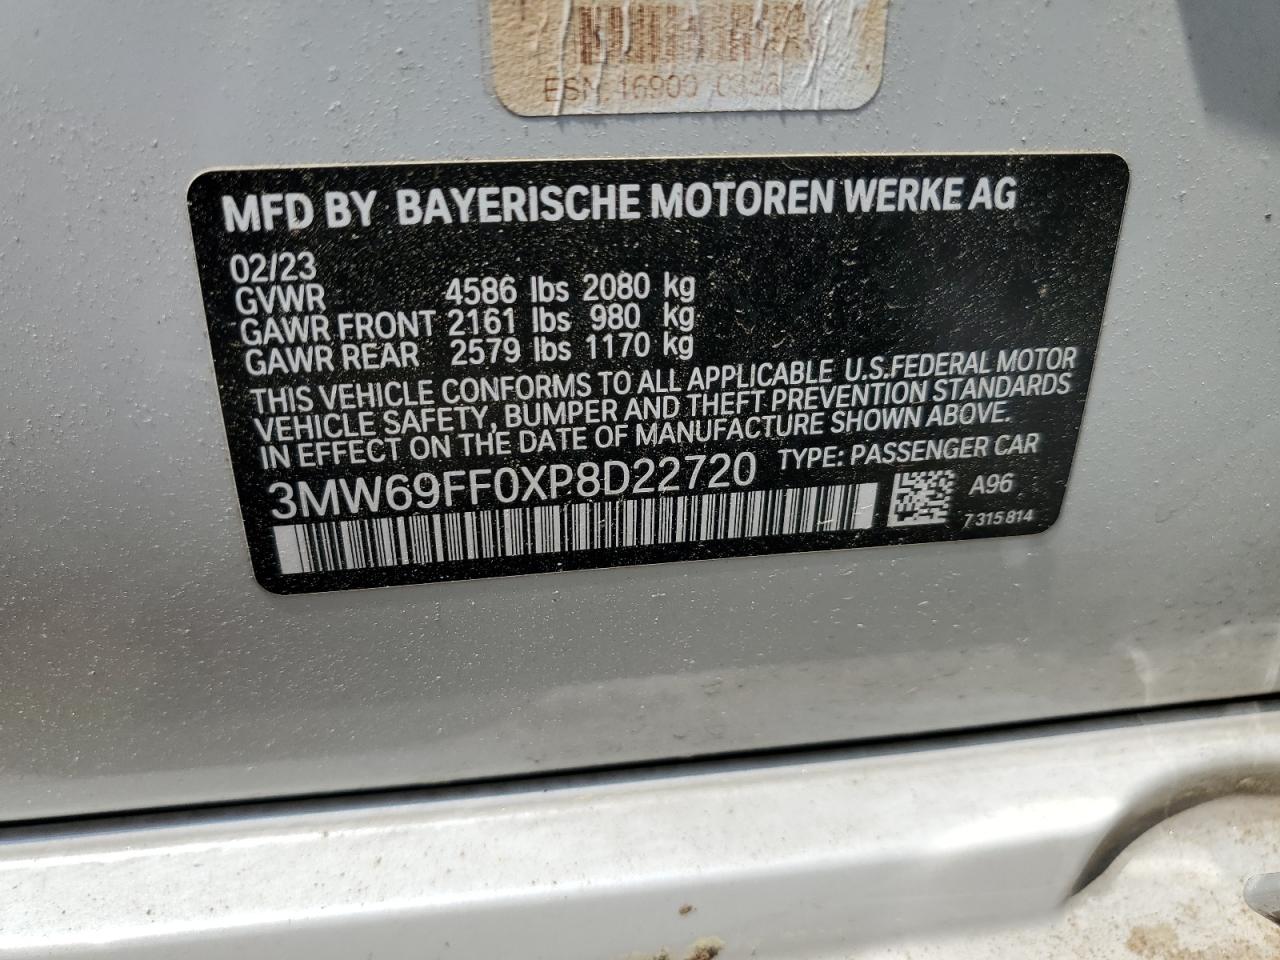 ESN:
MFD BY BAYERISCHE MOTOREN WERKE AG
02/23
GVWR 4586 lbs 2080 kg
GAWR FRONT 2161 lbs 980 kg
GAWR REAR 2579 lbs 1170 kg
THIS VEHICLE CONFORMS TO ALL APPLICABLE U.S.FEDERAL MOTOR
VEHICLE SAFETY, BUMPER AND THEFT PREVENTION STANDARDS
IN EFFECT ON THE DATE OF MANUFACTURE SHOWN ABOVE.
3MW69FF0XP8D22720 TYPE: PASSENGER CAR
A96
7 315 814